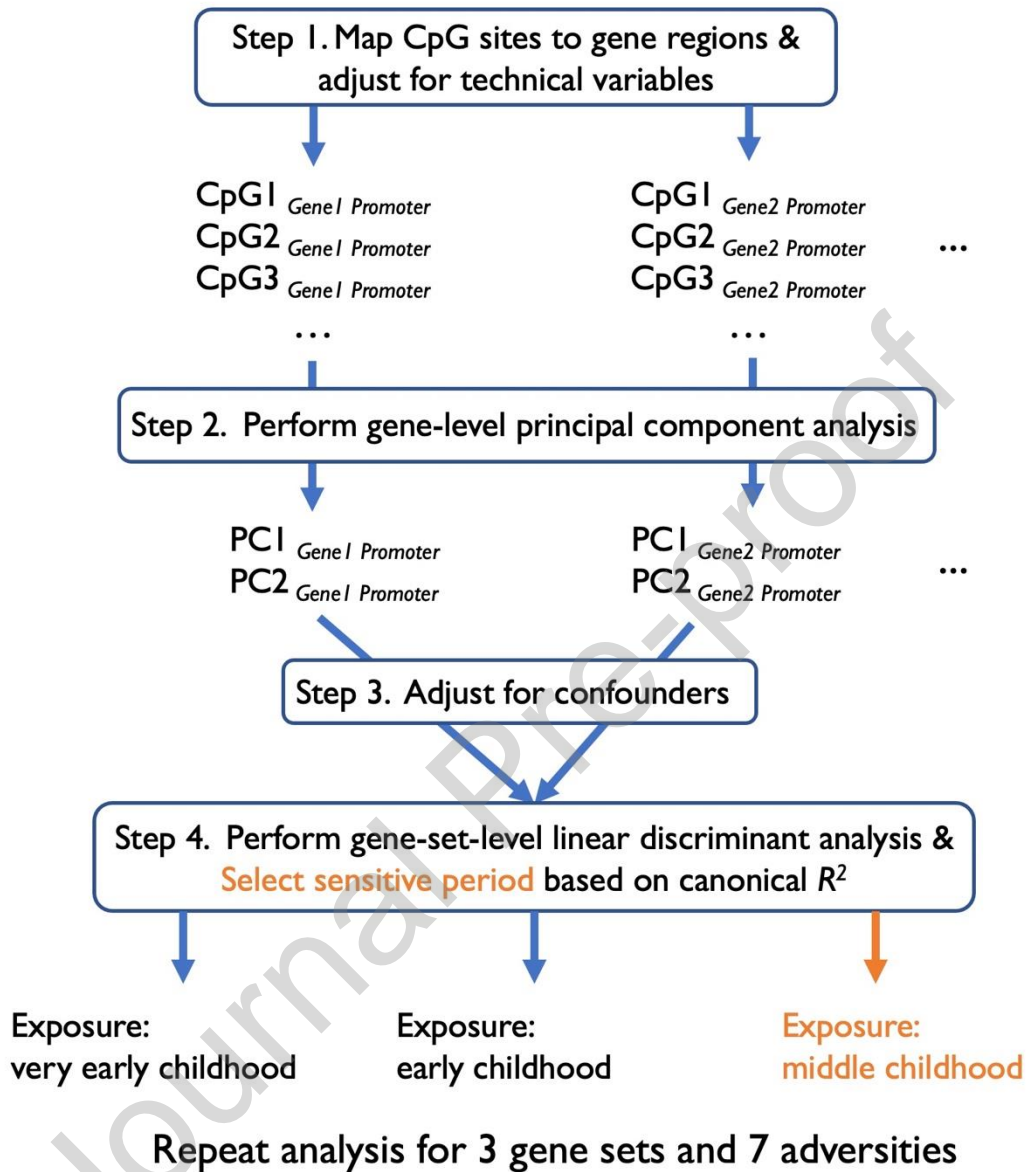 Step 1. Map CpG sites to gene regions &
adjust for technical variables
CpG1 Gene1 Promoter
CpG2 Gene1 Promoter
CpG3 Gene1 Promoter
...
CpG1 Gene2 Promoter
CpG2 Gene2 Promoter
CpG3 Gene2 Promoter
...
...
Step 2. Perform gene-level principal component analysis
PC1 Gene1 Promoter
PC2 Gene1 Promoter
PC1 Gene2 Promoter
PC2 Gene2 Promoter
...
Step 3. Adjust for confounders
Step 4. Perform gene-set-level linear discriminant analysis &
Select sensitive period based on canonical R²
Exposure:
very early childhood
Exposure:
early childhood
Exposure:
middle childhood
Repeat analysis for 3 gene sets and 7 adversities
Journal Pre-proof